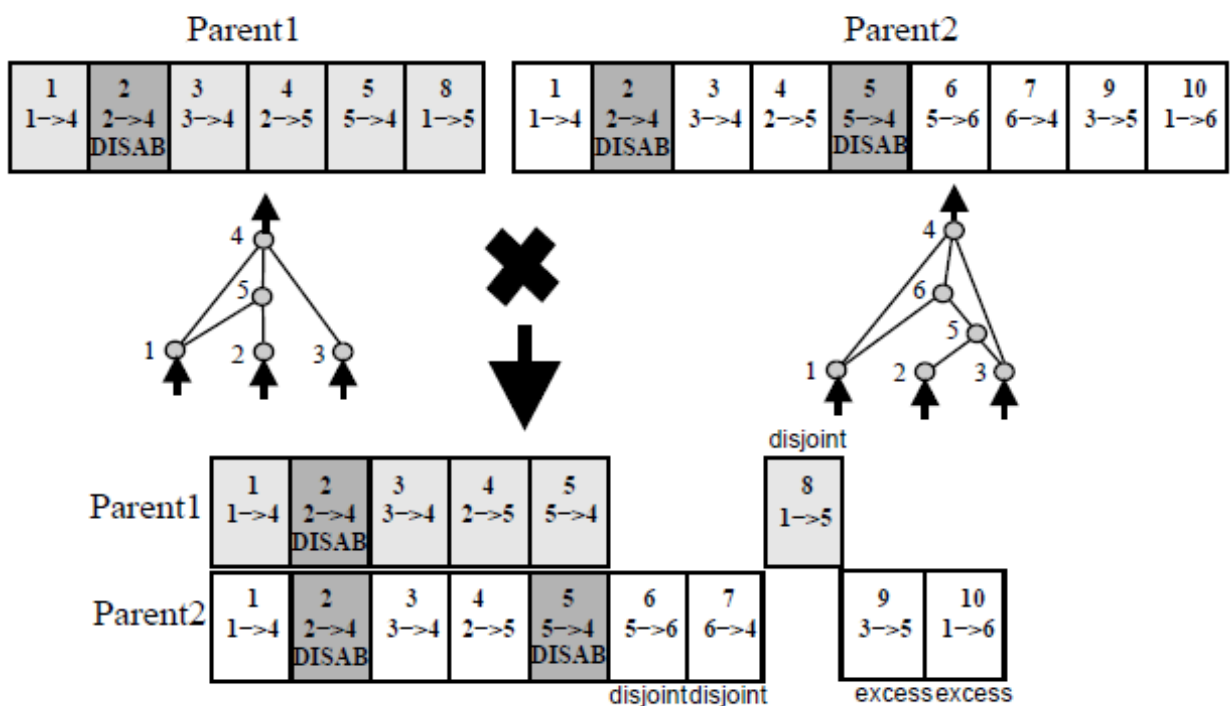 Parent1 Parent2
1 2 3 4 5 8 1 2 3 4 5 6 7 9 10
1–>4 2–>4 3–>4 2–>5 5–>4 1–>5 1–>4 2–>4 3–>4 2–>5 5–>4 5–>6 6–>4 3–>5 1–>6
DISAB DISAB DISAB
4 4
5 6
5
1 2 3 1 2 3
disjoint
Parent1 1 2 3 4 5 8
1–>4 2–>4 3–>4 2–>5 5–>4 1–>5
DISAB
Parent2 1 2 3 4 5 6 7 9 10
1–>4 2–>4 3–>4 2–>5 5–>4 5–>6 6–>4 3–>5 1–>6
DISAB DISAB
disjoint disjoint excess excess